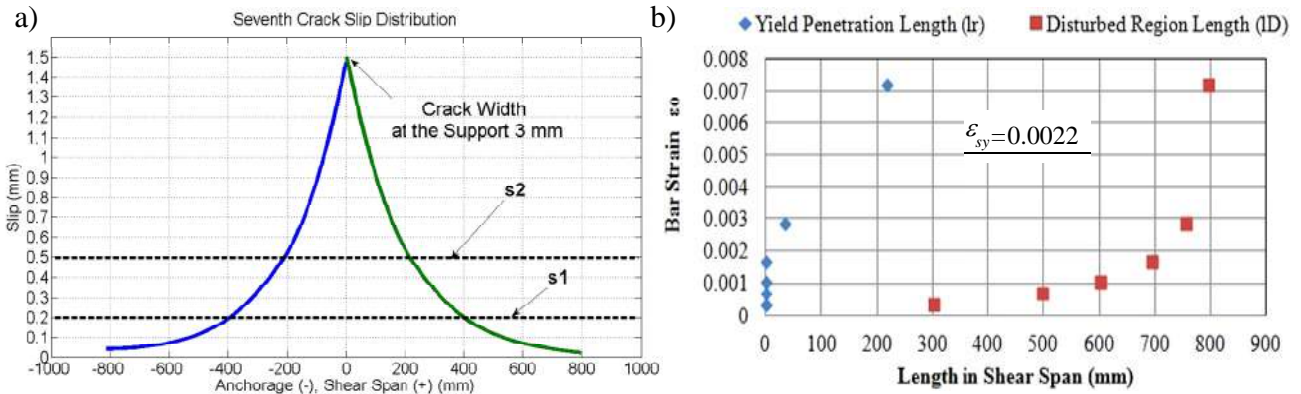 a)
Seventh Crack Slip Distribution
1.5
1.4
1.3
1.2
1.1
1
0.9
0.8
0.7
0.6
0.5
0.4
0.3
0.2
0.1
0
Slip (mm)
Crack Width
at the Support 3 mm
s2
s1
-1000 -800 -600 -400 -200 0 200 400 600 800 1000
Anchorage (-), Shear Span (+) (mm)
b)
Yield Penetration Length (lr) Disturbed Region Length (lD)
0.008
0.007
0.006
0.005
0.004
0.003
0.002
0.001
0
Bar Strain εo
εsy=0.0022
0 100 200 300 400 500 600 700 800 900
Length in Shear Span (mm)